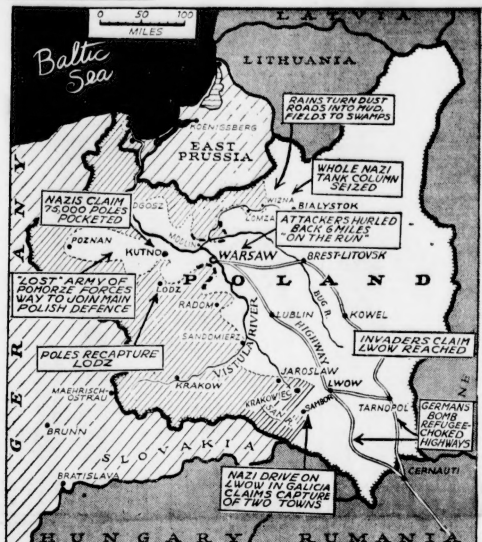 0 50 100
MILES
LATVIA
Baltic
Sea
LITHUANIA
RAINS TURN DUST
ROADS INTO MUD,
FIELDS TO SWAMPS
KOENIGSBERG
EAST
PRUSSIA
WHOLE NAZI
TANK COLUMN
SEIZED
NAZIS CLAIM
75,000 POLES
POCKETED
DGOSZ
WIZNA
BIALYSTOK
LOMZA
ATTACKERS HURLED
BACK 6 MILES
"ON THE RUN"
MODLIN
POZNAN
KUTNO
WARSAW
BREST-LITOVSK
GERMANY
POLAND
"LOST" ARMY OF
POMORZE FORCES
WAY TO JOIN MAIN
POLISH DEFENCE
LODZ
BUG R.
RADOM
LUBLIN
KOWEL
HIGHWAY
VISTULA RIVER
SANDOMIERZ
INVADERS CLAIM
LWOW REACHED
POLES RECAPTURE
LODZ
JAROSLAW
KRAKOW
KRAKOWIEC
LWOW
MAEHRISCH-
OSTRAU
SAN R.
SAMBOR
TARNOPOL
GERMANS
BOMB
REFUGEE-
CHOKED
HIGHWAYS
BRUNN
SLOVAKIA
NAZI DRIVE ON
LWOW IN GALICIA
CLAIMS CAPTURE
OF TWO TOWNS
CERNAUTI
BRATISLAVA
HUNGARY
RUMANIA